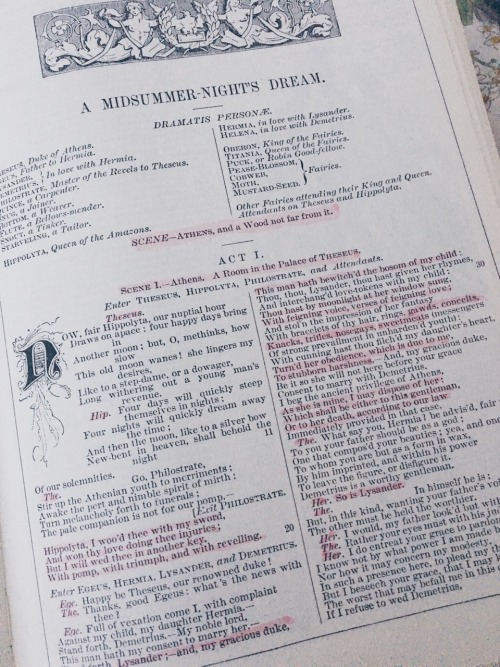 A MIDSUMMER-NIGHT'S DREAM.
DRAMATIS PERSONÆ.
Duke of Athens.
Father to Hermia.
in love with Hermia.
Master of the Revels to Theseus.
a Carpenter.
a Joiner.
a Weaver.
Bellows-mender.
SNOUT, a Tinker.
STARVELING, a Tailor.
HIPPOLYTA, Queen of the Amazons.
HERMIA, in love with Lysander.
HELENA, in love with Demetrius.
OBERON, King of the Fairies.
TITANIA, Queen of the Fairies.
PUCK, or Robin Good-fellow.
PEASE-BLOSSOM,
COBWEB,
MOTH,
MUSTARD-SEED,
Fairies.
Other Fairies attending their King and Queen.
Attendants on Theseus and Hippolyta.
SCENE—ATHENS, and a Wood not far from it.
ACT I.
SCENE I.—Athens. A Room in the Palace of THESEUS.
Enter THESEUS, HIPPOLYTA, PHILOSTRATE, and Attendants.
Theseus.
NOW, fair Hippolyta, our nuptial hour
Draws on apace: four happy days bring
in
Another moon; but, O, methinks, how
slow
This old moon wanes! she lingers my
desires,
Like to a step-dame, or a dowager,
Long withering out a young man's
revenue.
Hip. Four days will quickly steep
themselves in nights;
Four nights will quickly dream away
the time;
And then the moon, like to a silver bow
New-bent in heaven, shall behold the
night 11
Of our solemnities.
The. Go, Philostrate,
Stir up the Athenian youth to merriments;
Awake the pert and nimble spirit of mirth:
Turn melancholy forth to funerals;
The pale companion is not for our pomp.—
[Exit PHILOSTRATE.
Hippolyta, I woo'd thee with my sword,
And won thy love doing thee injuries;
But I will wed thee in another key,
With pomp, with triumph, and with revelling. 20
Enter EGEUS, HERMIA, LYSANDER, and DEMETRIUS.
Ege. Happy be Theseus, our renowned duke!
The. Thanks, good Egeus: what's the news
with thee?
Ege. Full of vexation come I, with complaint
Against my child, my daughter Hermia.—
Stand forth, Demetrius.—My noble lord,
This man hath my consent to marry her.—
forth, Lysander;—and, my gracious duke,
This man hath bewitch'd the bosom of my child:
Thou, thou, Lysander, thou hast given her rhymes,
And interchang'd love-tokens with my child: 30
Thou hast by moonlight at her window sung,
With feigning voice, verses of feigning love;
And stol'n the impression of her fantasy
With bracelets of thy hair, rings, gawds, conceits,
Knacks, trifles, nosegays, sweetmeats (messengers
Of strong
With cunning hast thou filch'd my daughter's heart,
Turn'd her obedience, which is due to me,
To stubborn harshness.—And, my gracious duke,
Be it so she will not here before your grace
Consent to marry with Demetrius,
I beg the ancient privilege of Athens,
As she is mine, I may dispose of her:
Which shall be either to this gentleman,
Or to her death, according to our law
Immediately provided in that case.
The. What say you, Hermia? be advis'd, fair
To you your father should be as a god;
One that compos'd your beauties; yea, and one
To whom you are but as a form in wax,
By him imprinted, and within his power
To leave the figure, or disfigure it.
Demetrius is a worthy gentleman.
Her. So is Lysander.
The. In himself he is;
But, in this kind, wanting your father's
The other must be held the worthier.
Her. I would, my father look'd but with
The. Rather your eyes must with
Her. I do entreat your grace to pardon
I know not by what power I am made
Nor how it may concern my modesty,
In such a presence here, to plead my
But I beseech your grace, that I may
The worst that may befall me in this
If I refuse to wed Demetrius.